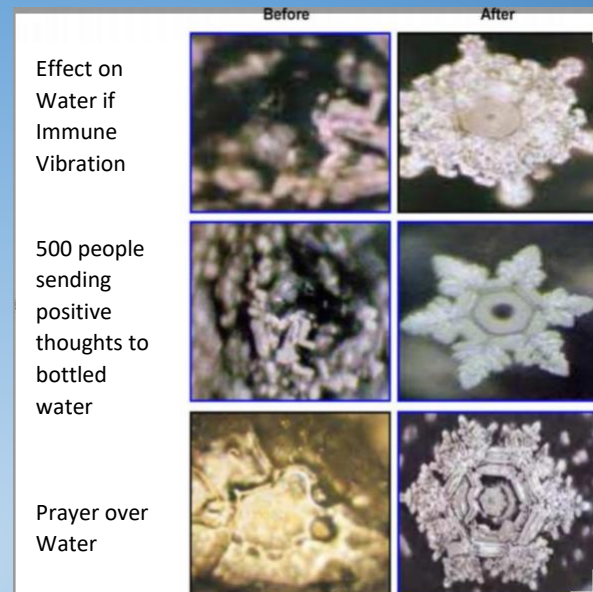 Before After
Effect on
Water if
Immune
Vibration
500 people
sending
positive
thoughts to
bottled
water
Prayer over
Water